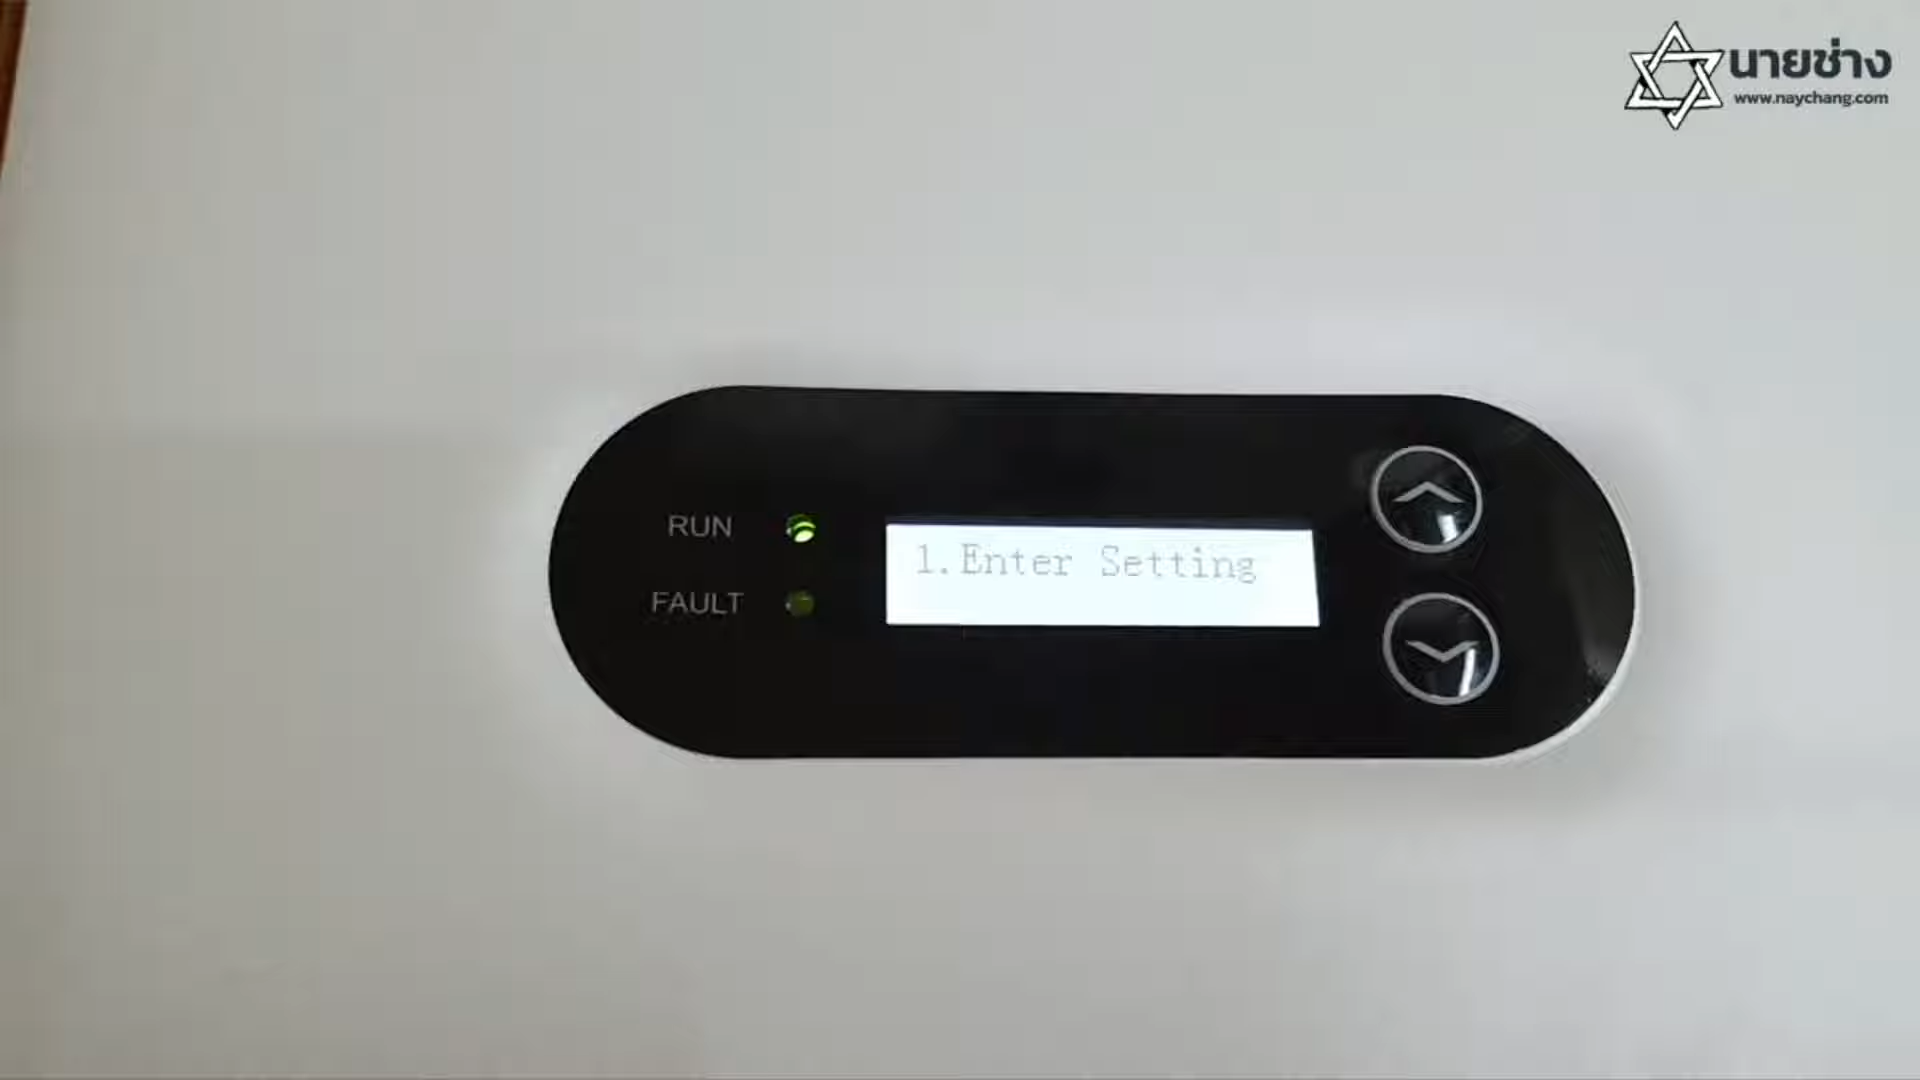 นายช่าง
www.naychang.com
RUN
1.Enter Setting
FAULT